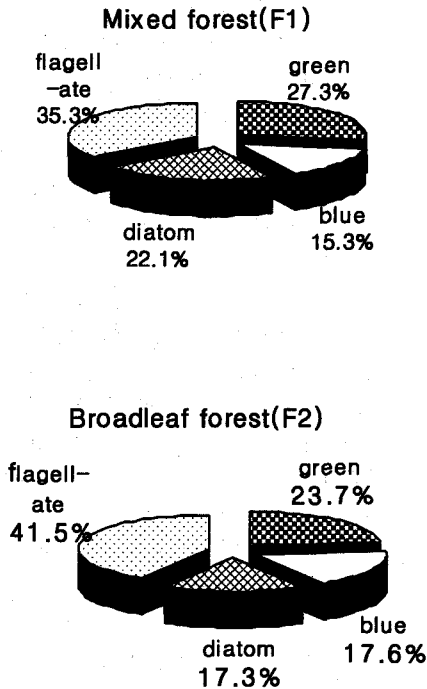 Mixed forest(F1)
flagell
-ate
35.3%
green
27.3%
blue
15.3%
diatom
22.1%
Broadleaf forest(F2)
flagell-
ate
41.5%
green
23.7%
blue
17.6%
diatom
17.3%